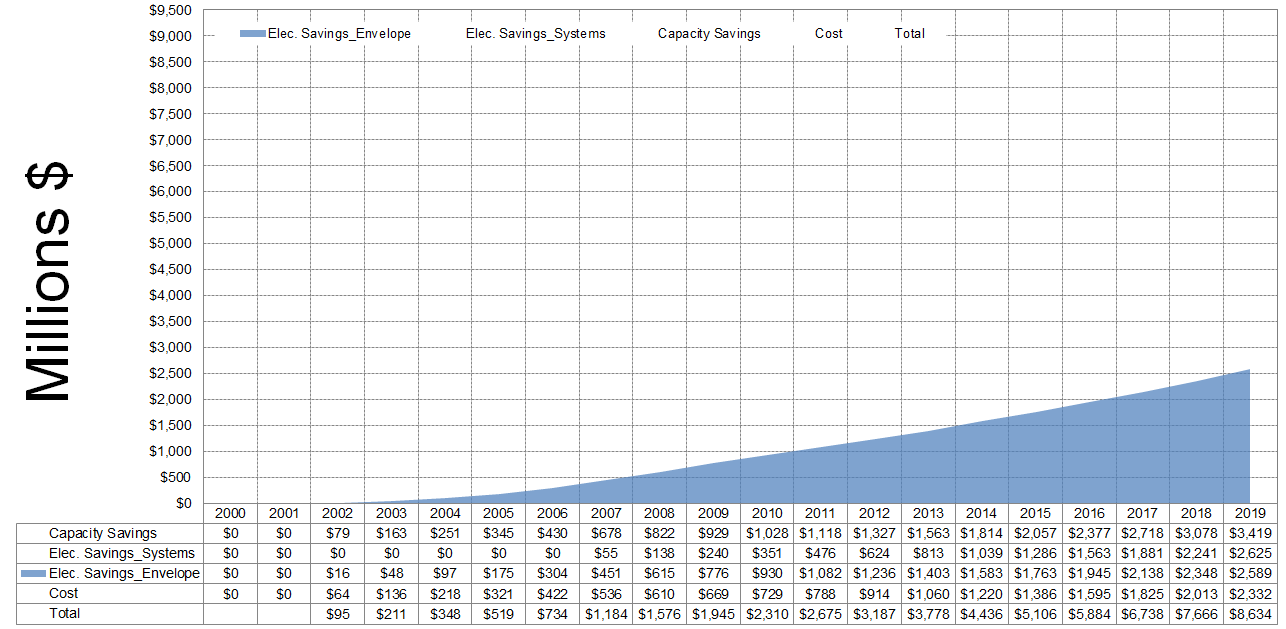 $9,500
$9,000
$8,500
$8,000
$7,500
$7,000
$6,500
$6,000
$5,500
$5,000
$4,500
$4,000
$3,500
$3,000
$2,500
$2,000
$1,500
$1,000
$500
$0
Millions $
Elec. Savings_Envelope Elec. Savings_Systems Capacity Savings Cost Total
2000 2001 2002 2003 2004 2005 2006 2007 2008 2009 2010 2011 2012 2013 2014 2015 2016 2017 2018 2019
Capacity Savings $0 $0 $79 $163 $251 $345 $430 $678 $822 $929 $1,028 $1,118 $1,327 $1,563 $1,814 $2,057 $2,377 $2,718 $3,078 $3,419
Elec. Savings_Systems $0 $0 $0 $0 $0 $0 $0 $55 $138 $240 $351 $476 $624 $813 $1,039 $1,286 $1,563 $1,881 $2,241 $2,625
Elec. Savings_Envelope $0 $0 $16 $48 $97 $175 $304 $451 $615 $776 $930 $1,082 $1,236 $1,403 $1,583 $1,763 $1,945 $2,138 $2,348 $2,589
Cost $0 $0 $64 $136 $218 $321 $422 $536 $610 $669 $729 $788 $914 $1,060 $1,220 $1,386 $1,595 $1,825 $2,013 $2,332
Total $95 $211 $348 $519 $734 $1,184 $1,576 $1,945 $2,310 $2,675 $3,187 $3,778 $4,436 $5,106 $5,884 $6,738 $7,666 $8,634